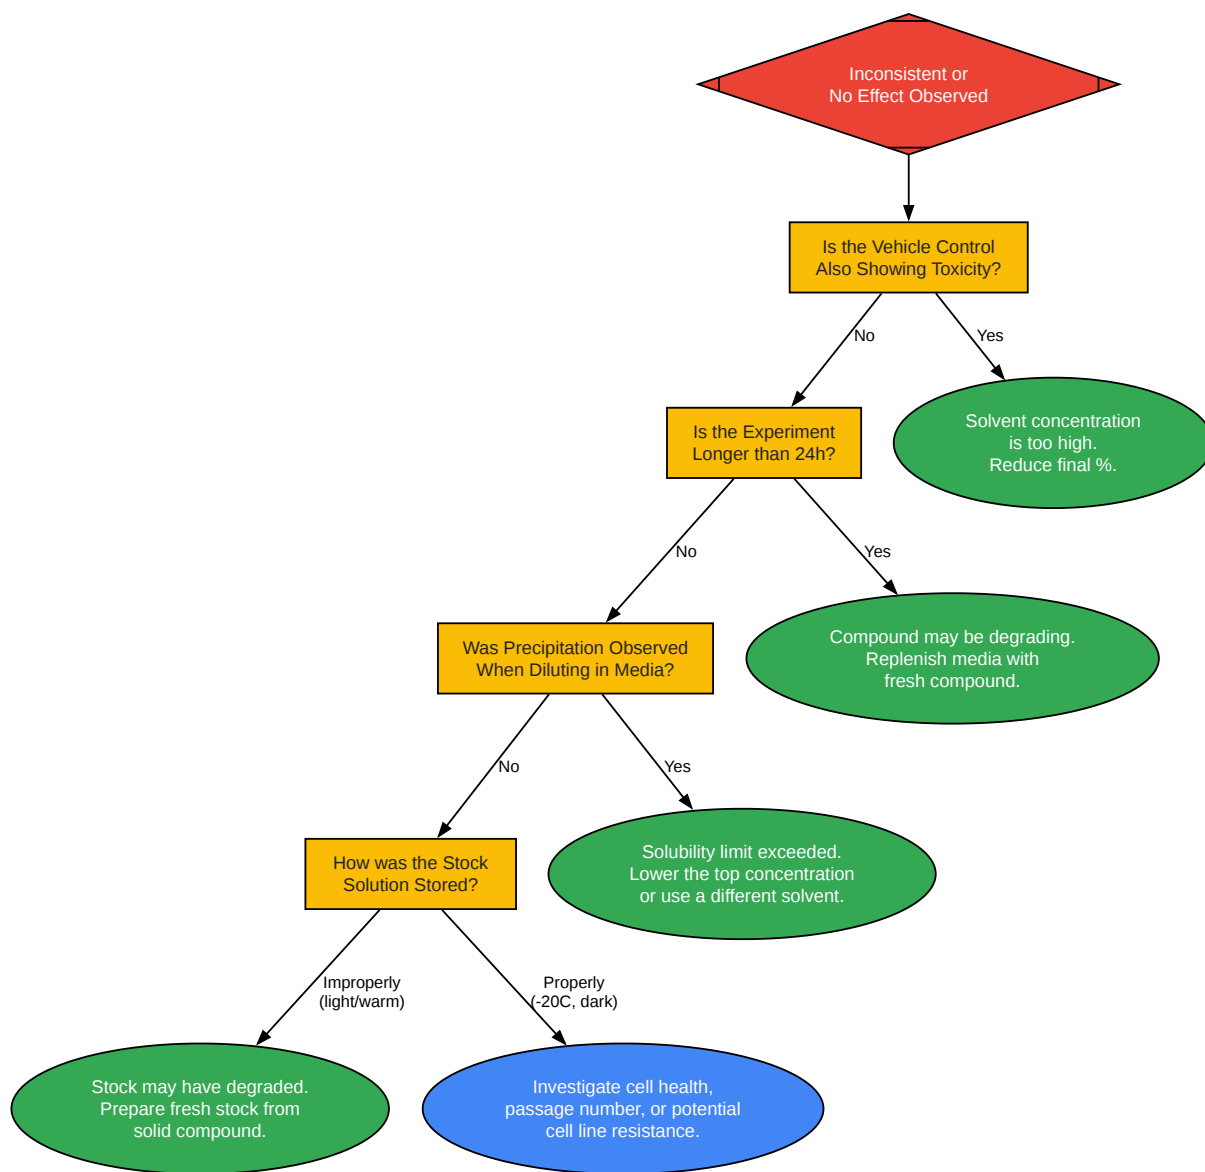 Inconsistent or
No Effect Observed
Is the Vehicle Control
Also Showing Toxicity?
No
Yes
Solvent concentration
is too high.
Reduce final %.
Is the Experiment
Longer than 24h?
No
Yes
Compound may be degrading.
Replenish media with
fresh compound.
Was Precipitation Observed
When Diluting in Media?
No
Yes
Solubility limit exceeded.
Lower the top concentration
or use a different solvent.
How was the Stock
Solution Stored?
Improperly
(light/warm)
Properly
(-20C, dark)
Stock may have degraded.
Prepare fresh stock from
solid compound.
Investigate cell health,
passage number, or potential
cell line resistance.